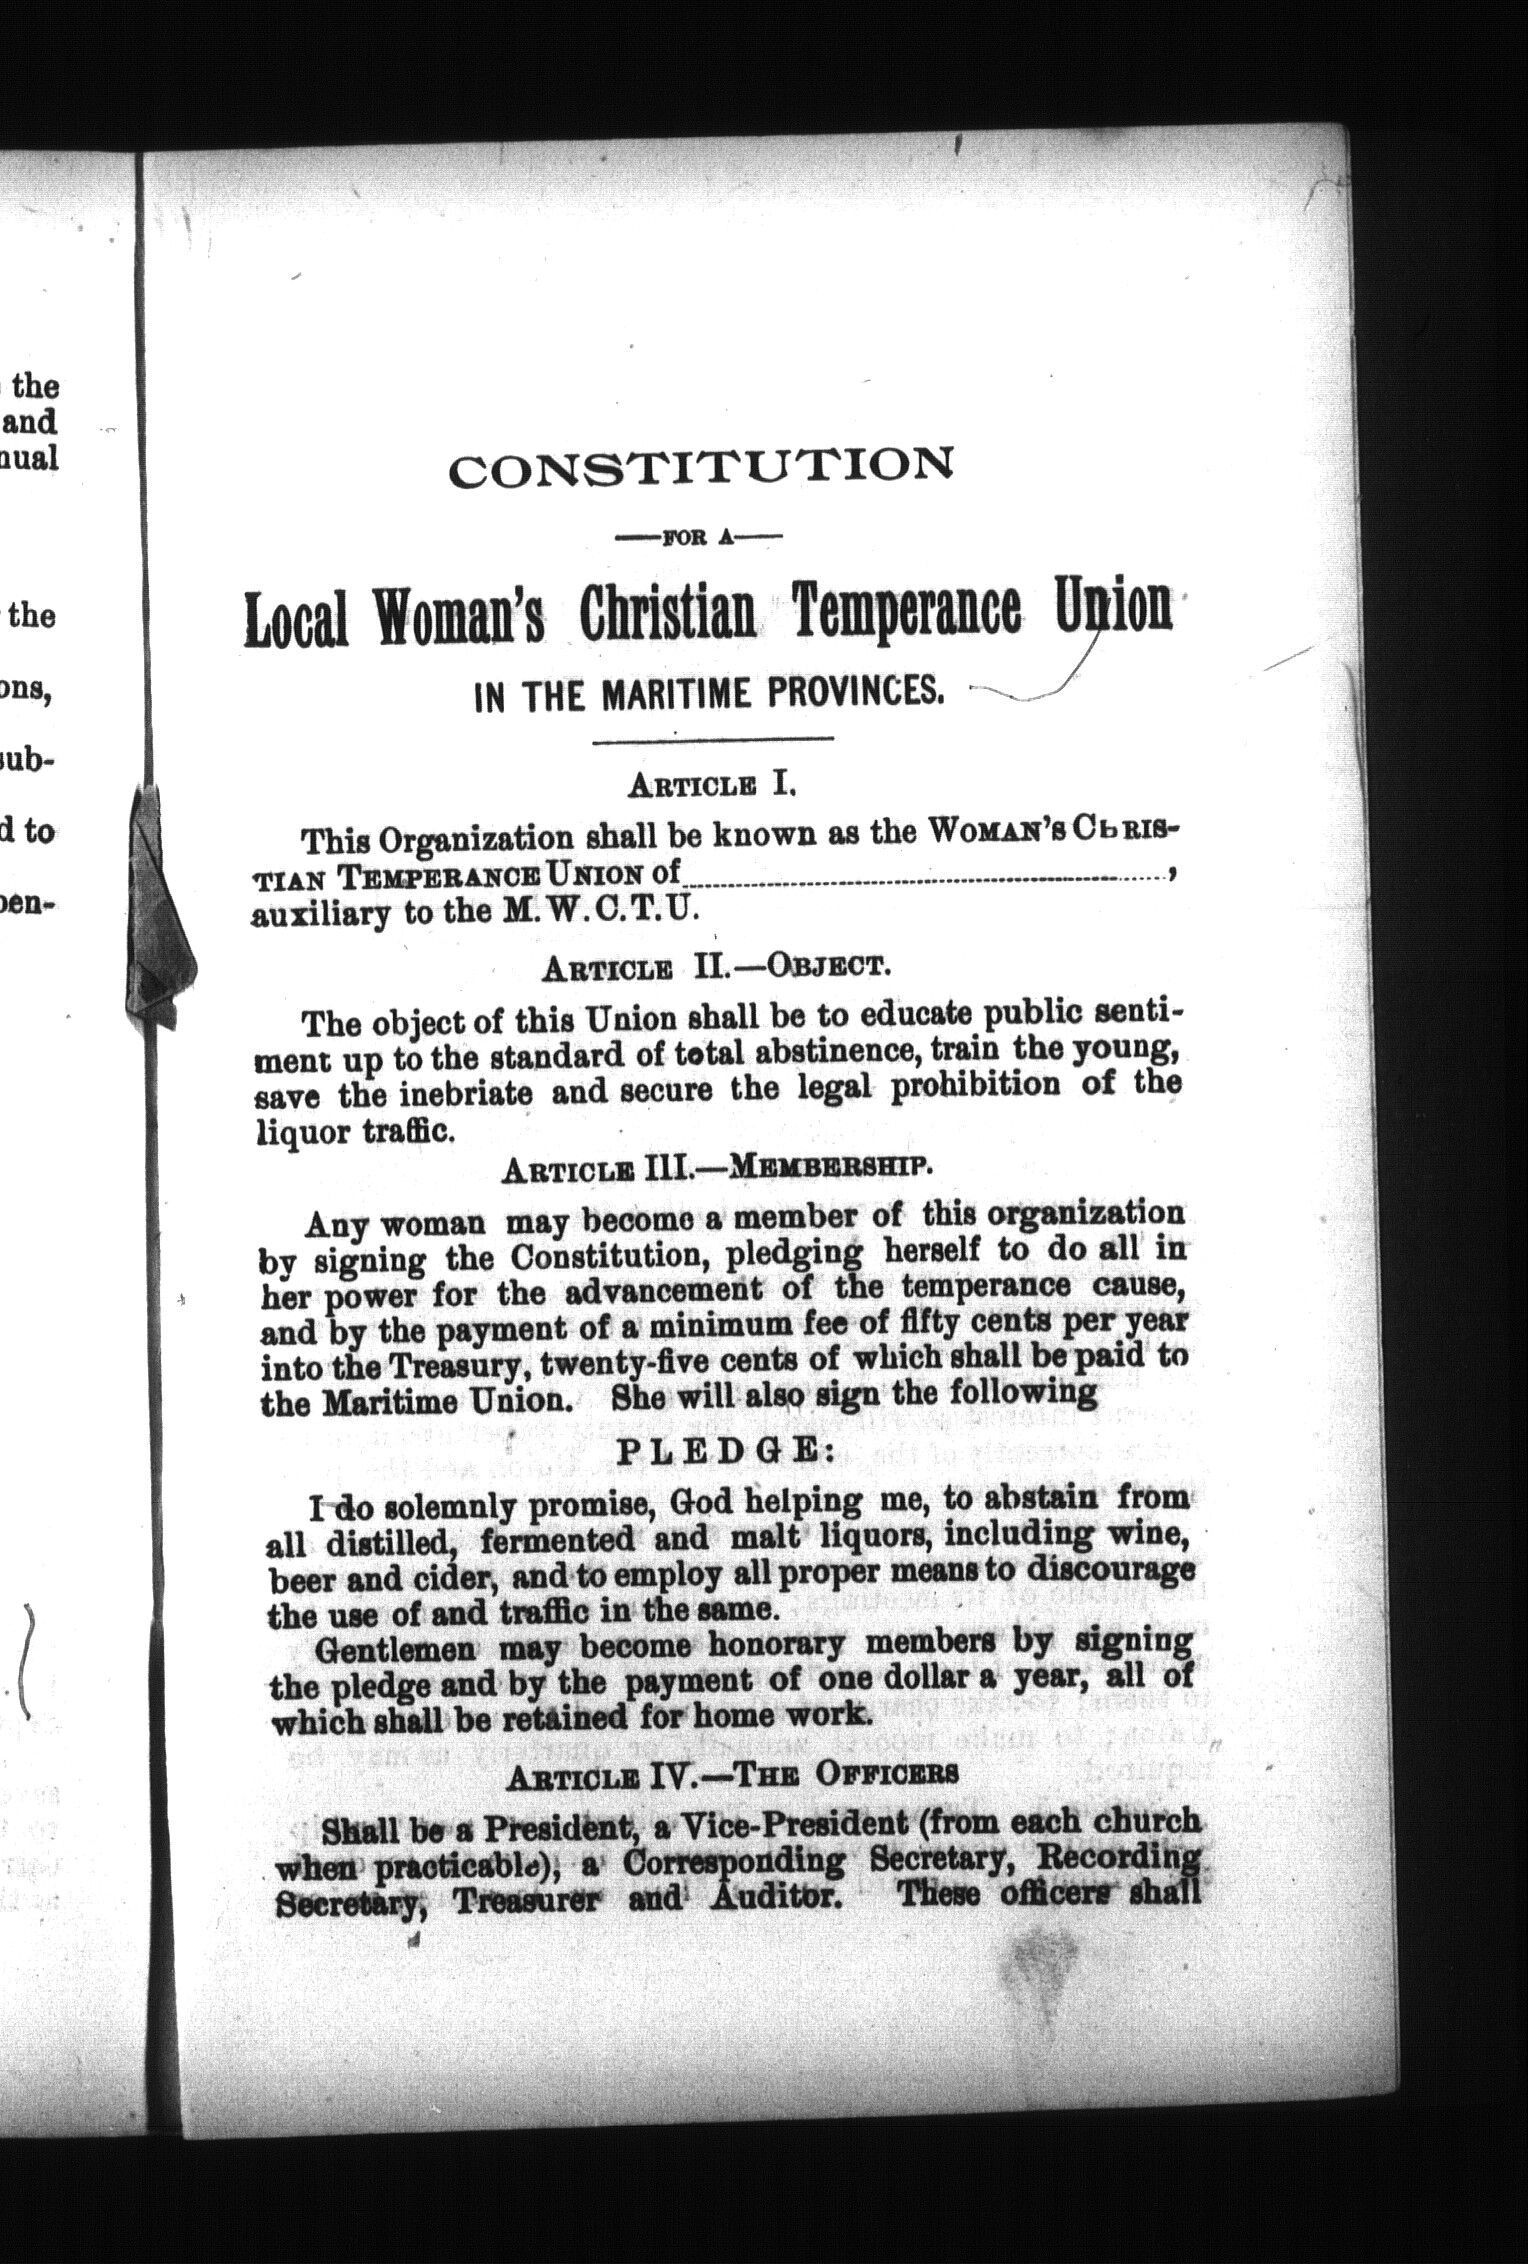 the
and
nual
the
ons,
sub-
d to
pen-
CONSTITUTION
—FOR A—
Local Woman's Christian Temperance Union
IN THE MARITIME PROVINCES.
ARTICLE I.
This Organization shall be known as the WOMAN'S CHRIS-
TIAN TEMPERANCE UNION of ........................................,
auxiliary to the M. W. C. T. U.
ARTICLE II.—OBJECT.
The object of this Union shall be to educate public senti-
ment up to the standard of total abstinence, train the young,
save the inebriate and secure the legal prohibition of the
liquor traffic.
ARTICLE III.—MEMBERSHIP.
Any woman may become a member of this organization
by signing the Constitution, pledging herself to do all in
her power for the advancement of the temperance cause,
and by the payment of a minimum fee of fifty cents per year
into the Treasury, twenty-five cents of which shall be paid to
the Maritime Union. She will also sign the following
PLEDGE:
I do solemnly promise, God helping me, to abstain from
all distilled, fermented and malt liquors, including wine,
beer and cider, and to employ all proper means to discourage
the use of and traffic in the same.
Gentlemen may become honorary members by signing
the pledge and by the payment of one dollar a year, all of
which shall be retained for home work.
ARTICLE IV.—THE OFFICERS
Shall be a President, a Vice-President (from each church
when practicable), a Corresponding Secretary, Recording
Secretary, Treasurer and Auditor. These officers shall